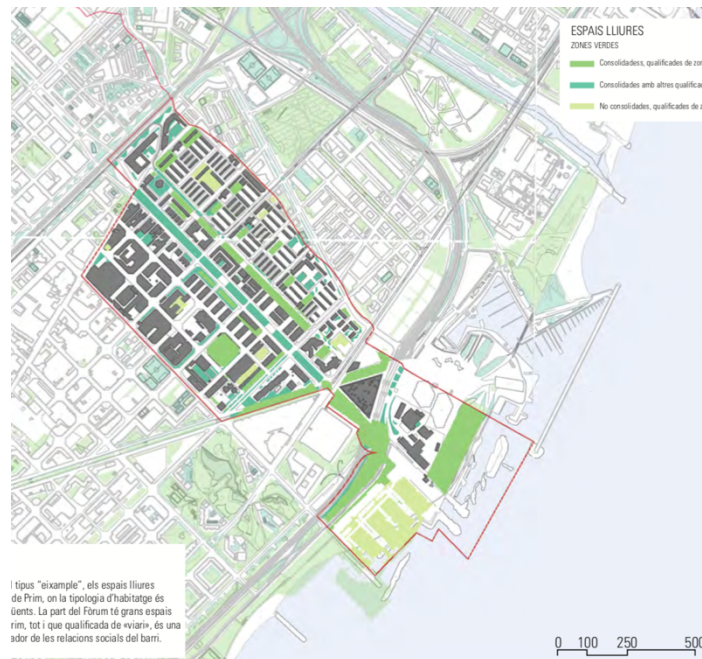 ESPAIS LLIURES
ZONES VERDES
Consolidadess, qualificades de zon
Consolidades amb altres qualificac
No consolidades, qualificades de z
l tipus "eixample", els espais lliures
de Prim, on la tipologia d'habitatge és
üents. La part del Fòrum té grans espais
rim, tot i que qualificada de «viari», és una
ador de les relacions socials del barri.
0 100 250 500